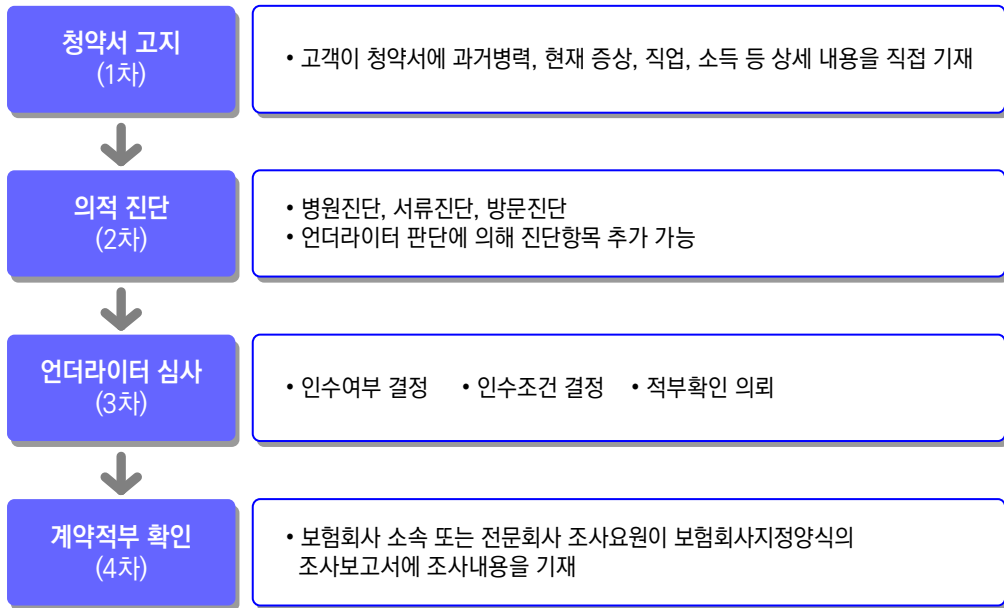 청약서 고지
(1차)
• 고객이 청약서에 과거병력, 현재 증상, 직업, 소득 등 상세 내용을 직접 기재
의적 진단
(2차)
• 병원진단, 서류진단, 방문진단
• 언더라이터 판단에 의해 진단항목 추가 가능
언더라이터 심사
(3차)
• 인수여부 결정 • 인수조건 결정 • 적부확인 의뢰
계약적부 확인
(4차)
• 보험회사 소속 또는 전문회사 조사요원이 보험회사지정양식의
조사보고서에 조사내용을 기재